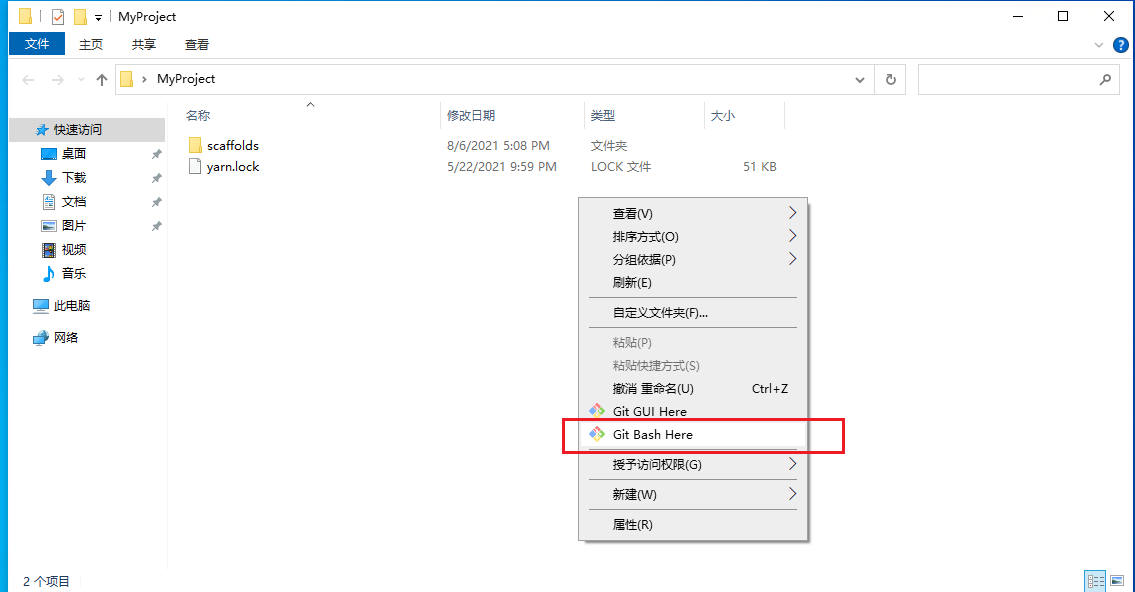 MyProject
文件 主页 共享 查看
MyProject
名称 修改日期 类型 大小
scaffolds 8/6/2021 5:08 PM 文件夹
yarn.lock 5/22/2021 9:59 PM LOCK 文件 51 KB
快速访问
桌面
下载
文档
图片
视频
音乐
此电脑
网络
查看(V)
排序方式(O)
分组依据(P)
刷新(E)
自定义文件夹(F)...
粘贴(P)
粘贴快捷方式(S)
撤消 重命名(U) Ctrl+Z
Git GUI Here
Git Bash Here
授予访问权限(G)
新建(W)
属性(R)
2 个项目